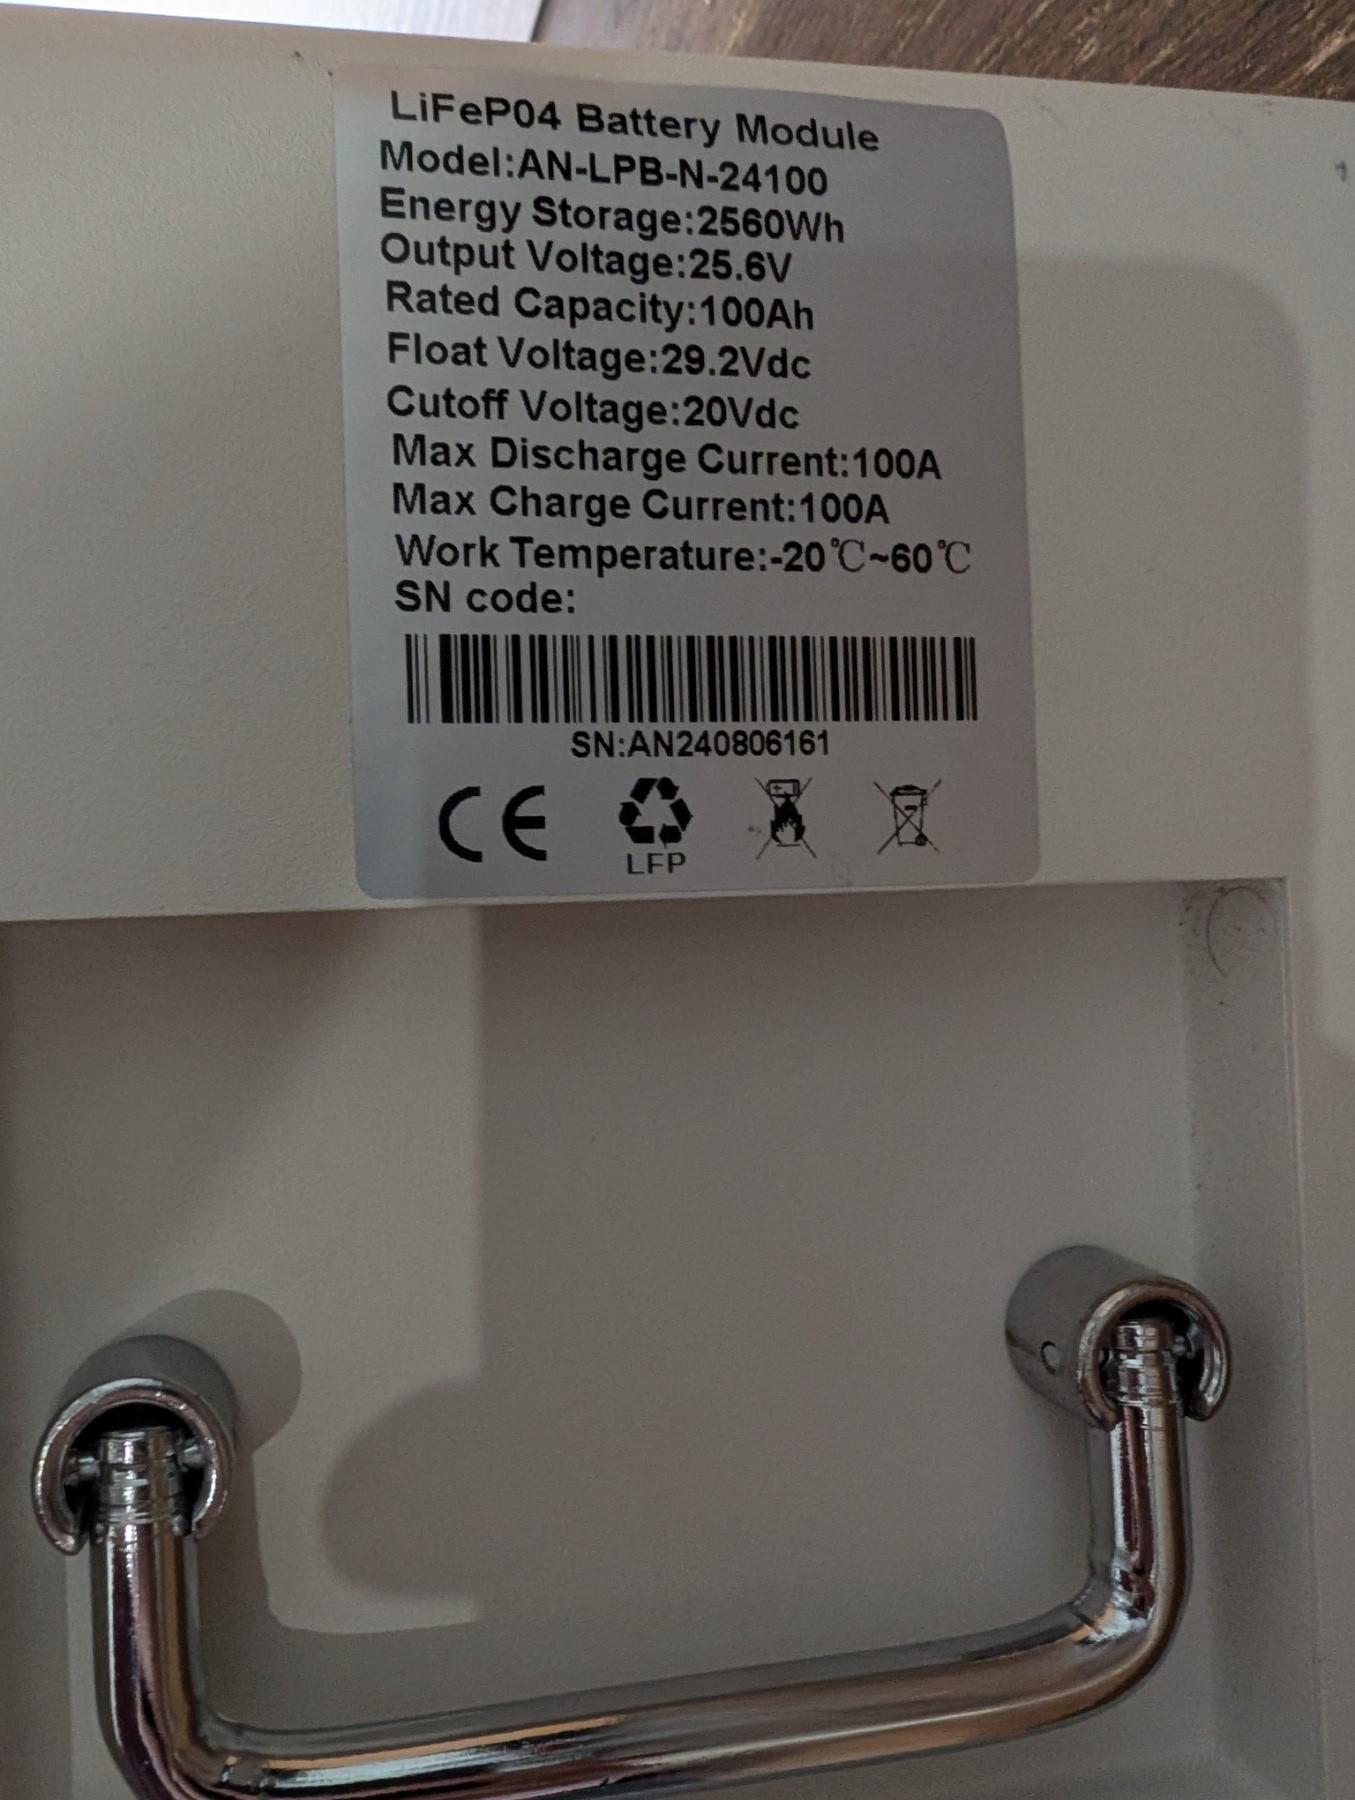 LiFeP04 Battery Module
Model:AN-LPB-N-24100
Energy Storage:2560Wh
Output Voltage:25.6V
Rated Capacity:100Ah
Float Voltage:29.2Vdc
Cutoff Voltage:20Vdc
Max Discharge Current:100A
Max Charge Current:100A
Work Temperature:-20℃~60℃
SN code:
SN:AN240806161
CE
LFP